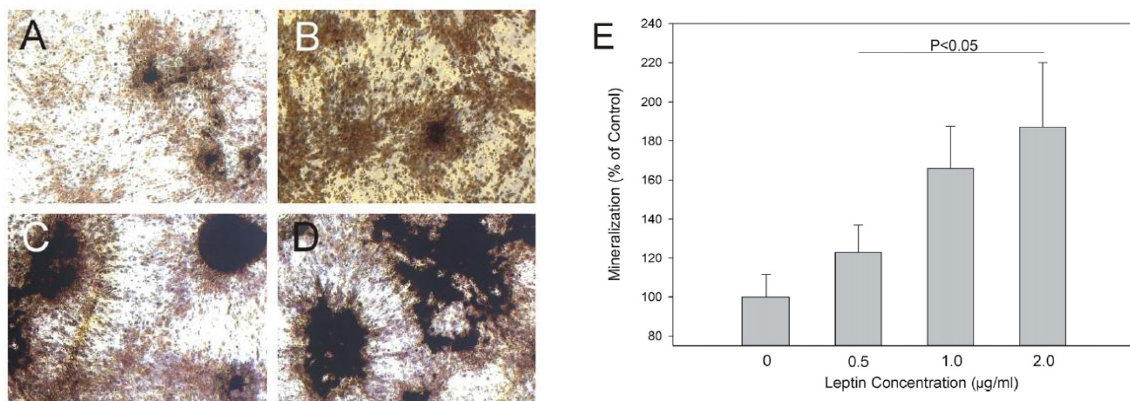 A
B
C
D
E
P<0.05
Mineralization (% of Control)
240
220
200
180
160
140
120
100
80
0 0.5 1.0 2.0
Leptin Concentration (µg/ml)